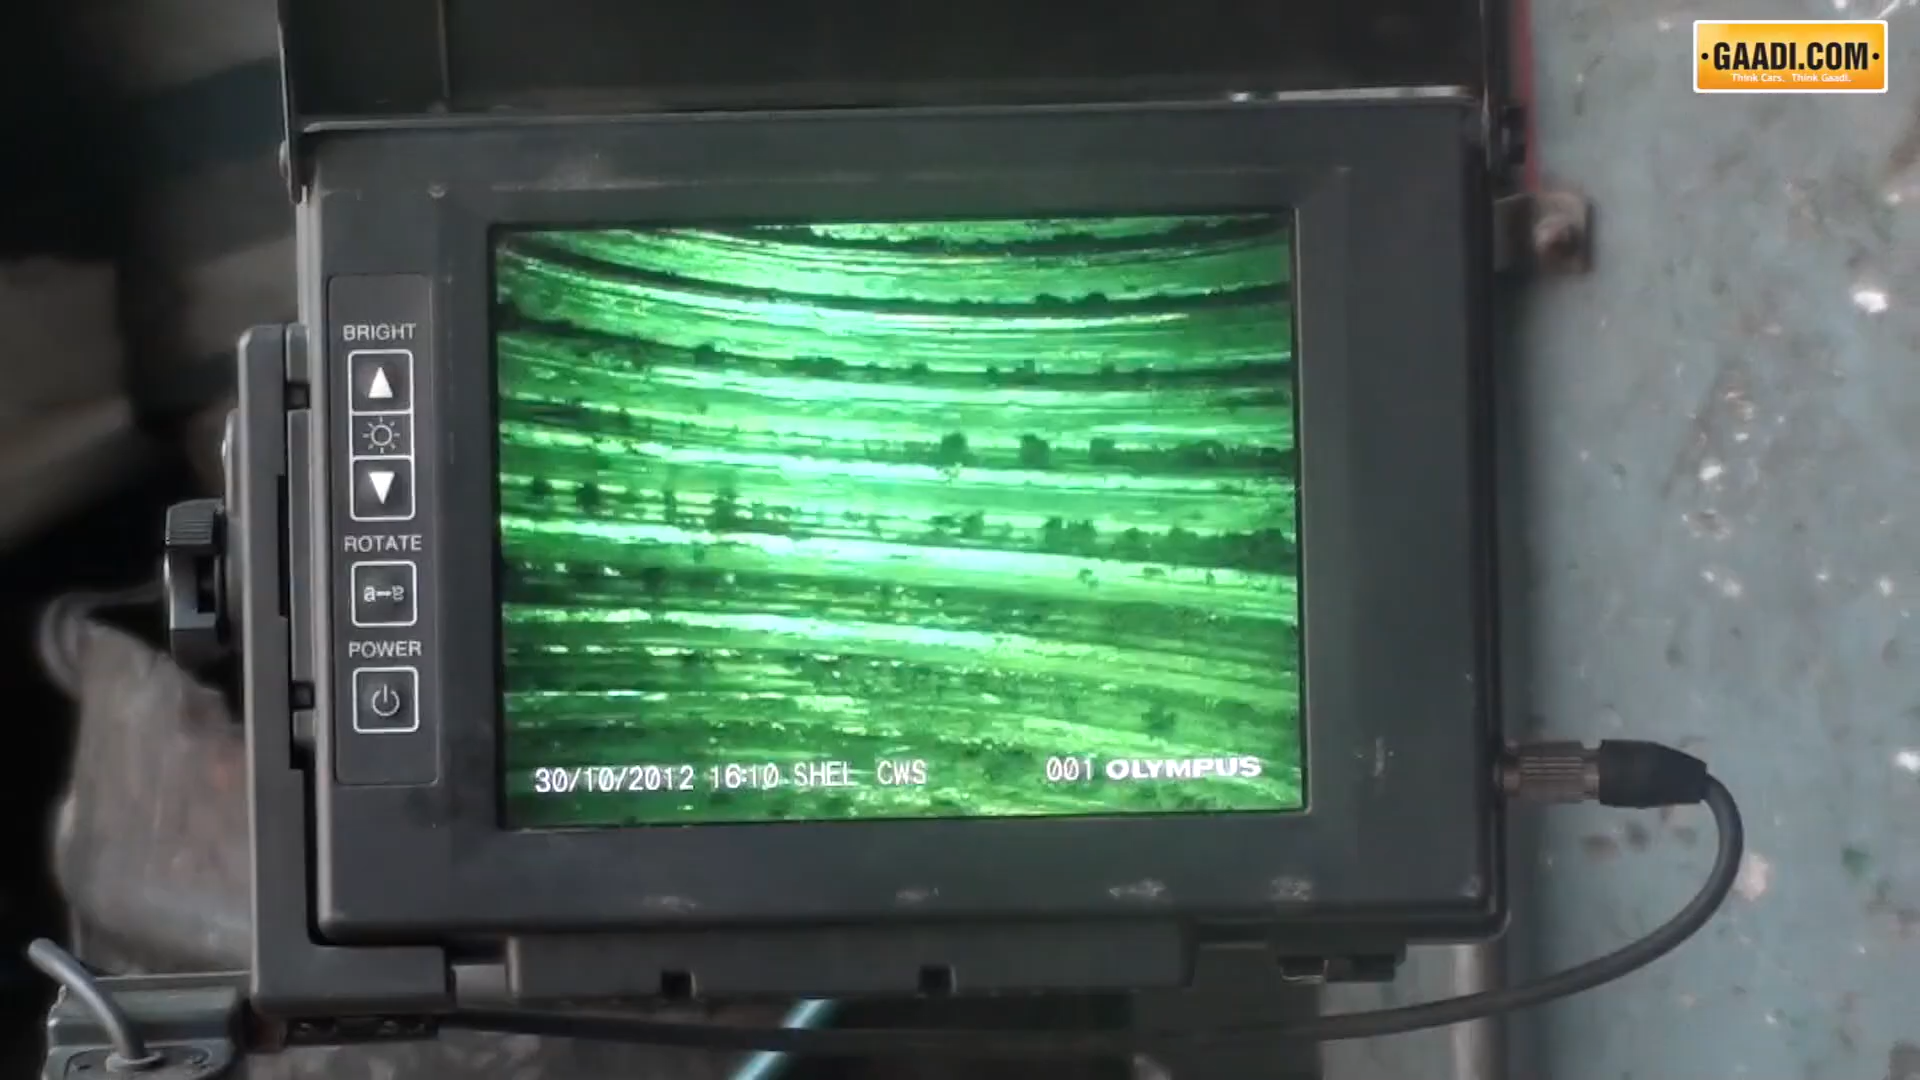 GAADI.COM
Think Cars. Think Gaadi.
BRIGHT
ROTATE
a↔e
POWER
30/10/2012 16:10 SHEL CWS
001 OLYMPUS